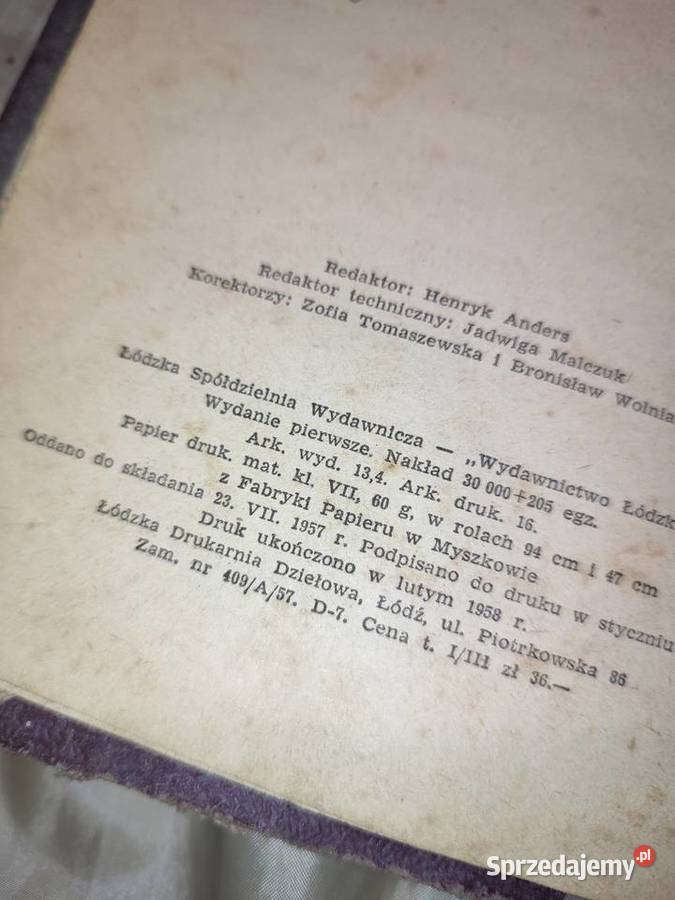 Redaktor: Henryk Anders
Redaktor techniczny: Jadwiga Malczuk
Korektorzy: Zofia Tomaszewska i Bronisław Wolnia
Łódzka Spółdzielnia Wydawnicza — „Wydawnictwo Łódzk
Wydanie pierwsze. Nakład 30 000+205 egz.
Ark. wyd. 13,4. Ark. druk. 16.
Papier druk. mat. kl. VII, 60 g, w rolach 94 cm i 47 cm
z Fabryki Papieru w Myszkowie
Oddano do składania 23. VII. 1957 r. Podpisano do druku w styczniu
Druk ukończono w lutym 1958 r.
Łódzka Drukarnia Dziełowa, Łódź, ul. Piotrkowska 86
Zam. nr 409/A/57. D-7. Cena t. I/III zł 36.—
Sprzedajemy.pl